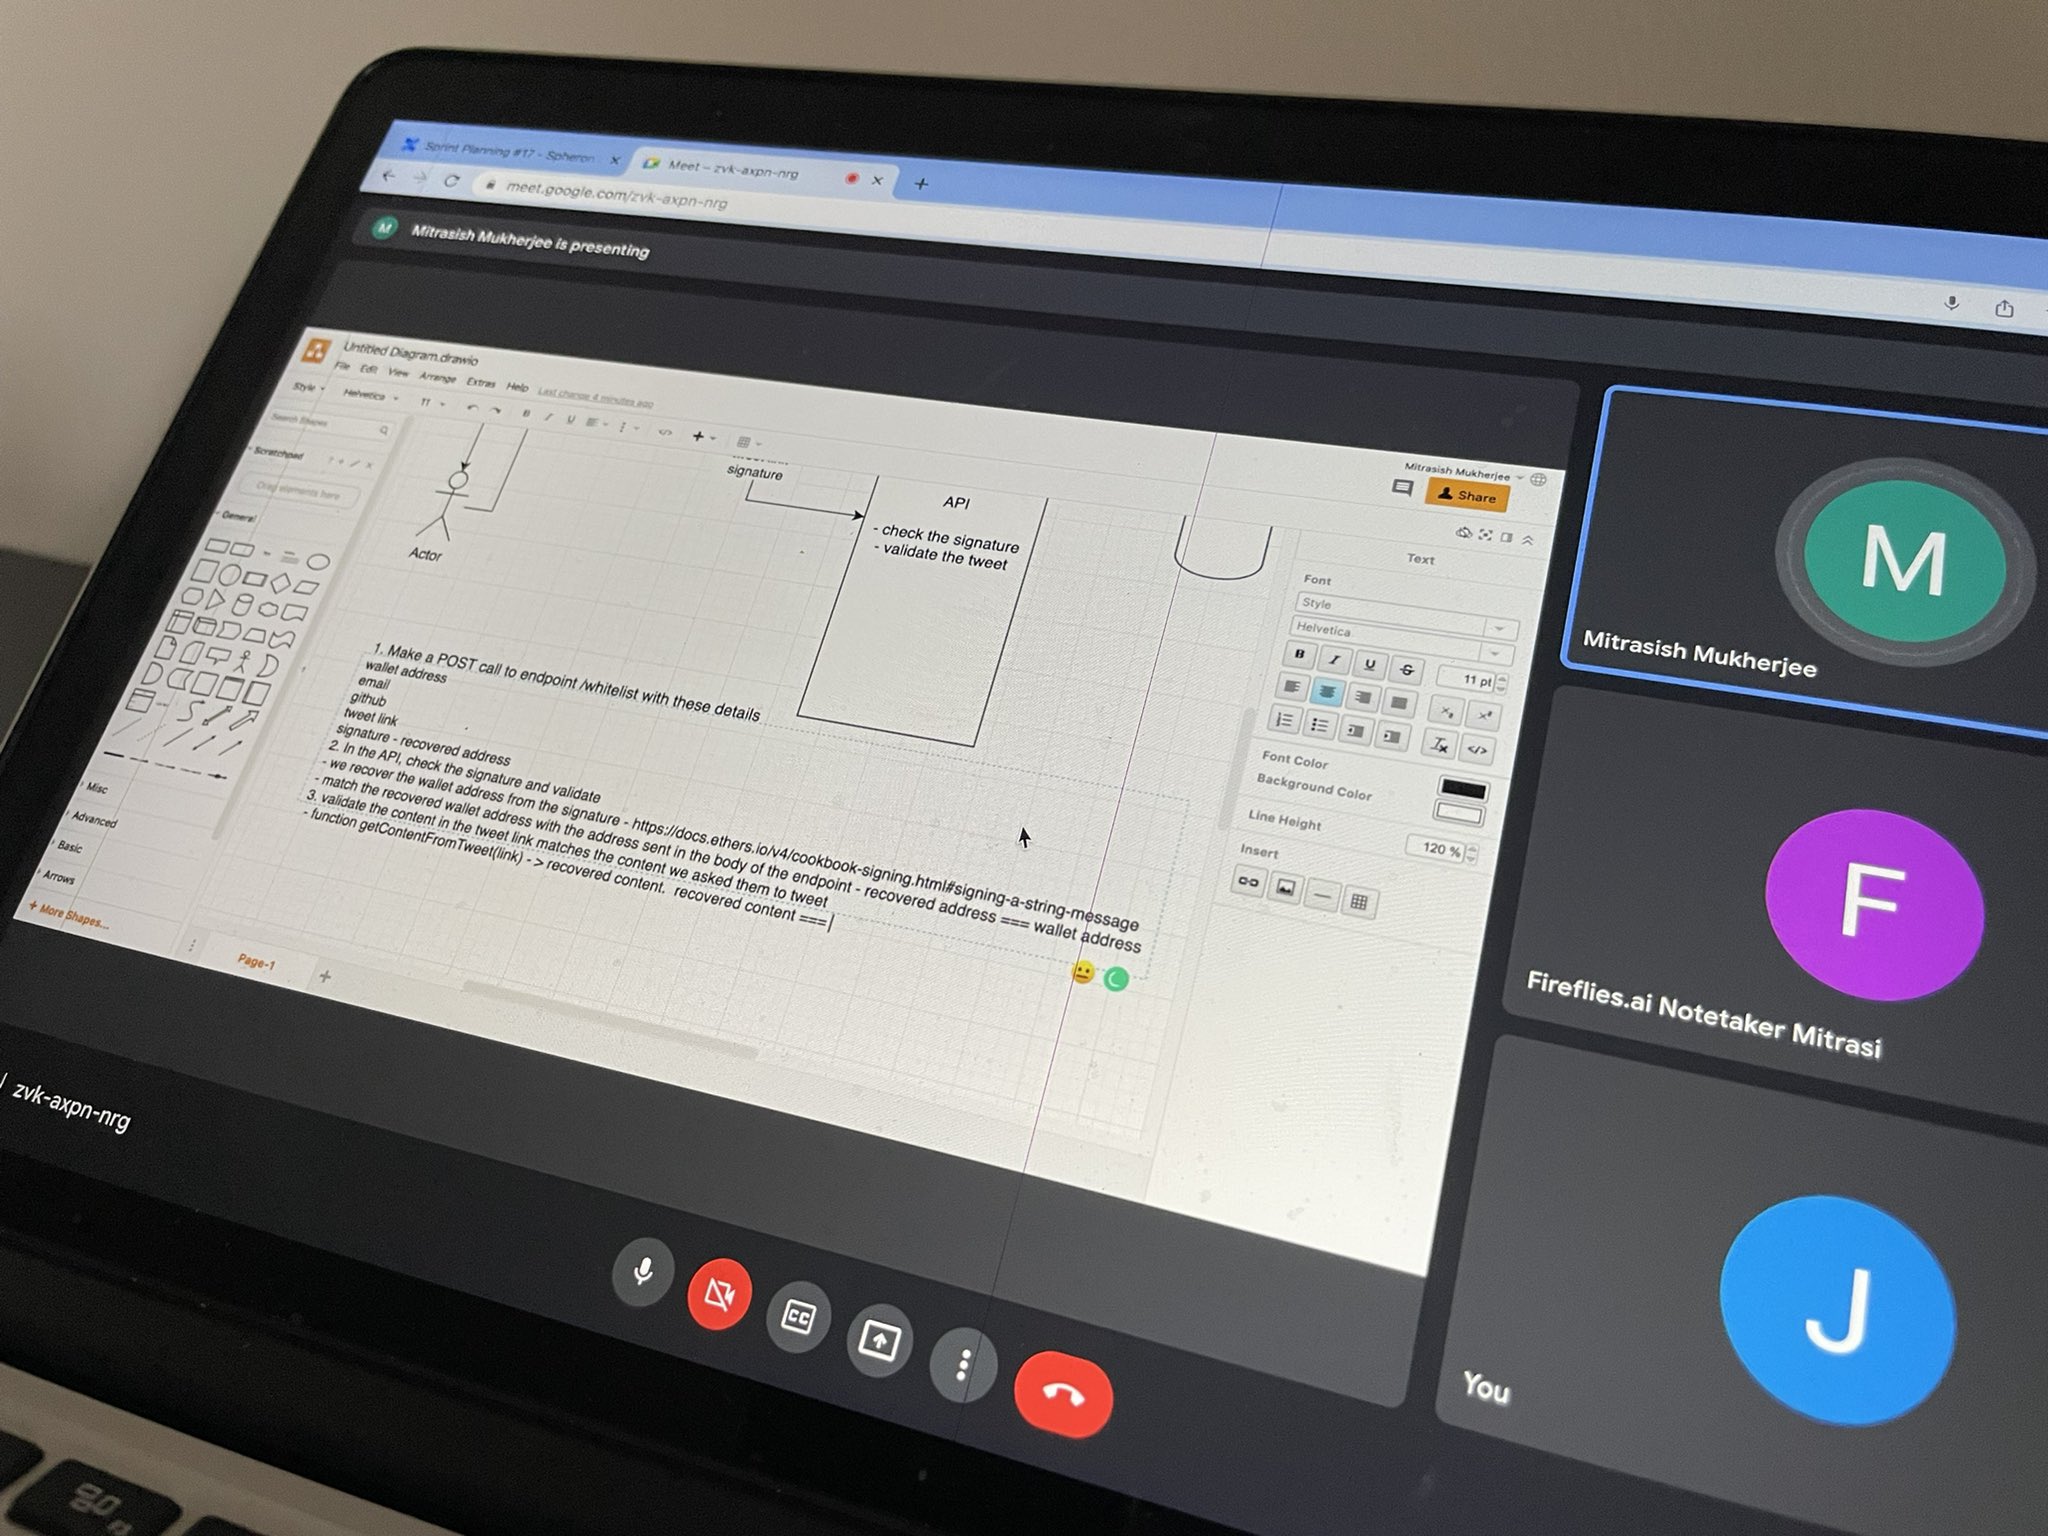 Sprint Planning #17 - Spheron
Meet – zvk-axpn-nrg
meet.google.com/zvk-axpn-nrg
M
Mitrasish Mukherjee is presenting
Untitled Diagram.drawio
File Edit View Arrange Extras Help Last change 4 minutes ago
Style
Helvetica
11
B I U
Mitrasish Mukherjee
Share
Search Shapes
Scratchpad
Drag elements here
General
Misc
Advanced
Basic
Arrows
+ More Shapes...
Actor
signature
API
- check the signature
- validate the tweet
1. Make a POST call to endpoint /whitelist with these details
wallet address
email
github
tweet link
signature - recovered address
2. In the API, check the signature and validate
- we recover the wallet address from the signature - https://docs.ethers.io/v4/cookbook-signing.html#signing-a-string-message
- match the recovered wallet address with the address sent in the body of the endpoint - recovered address === wallet address
3. validate the content in the tweet link matches the content we asked them to tweet
- function getContentFromTweet(link) - > recovered content. recovered content ===
Page-1
Text
Font
Style
Helvetica
B I U S
11 pt
Font Color
Background Color
Line Height
120 %
Insert
M
Mitrasish Mukherjee
F
Fireflies.ai Notetaker Mitrasi
J
You
zvk-axpn-nrg
CC